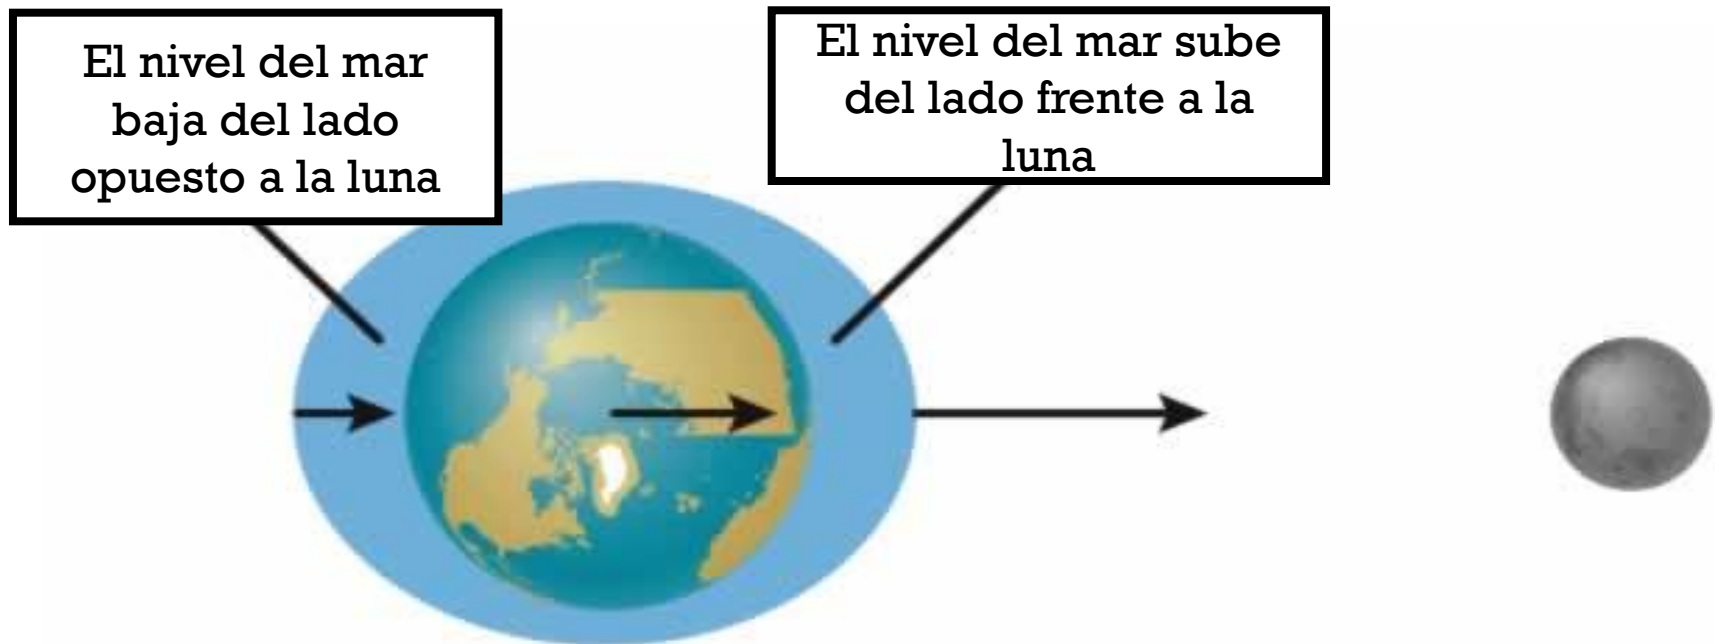 El nivel del mar
baja del lado
opuesto a la luna
El nivel del mar sube
del lado frente a la
luna